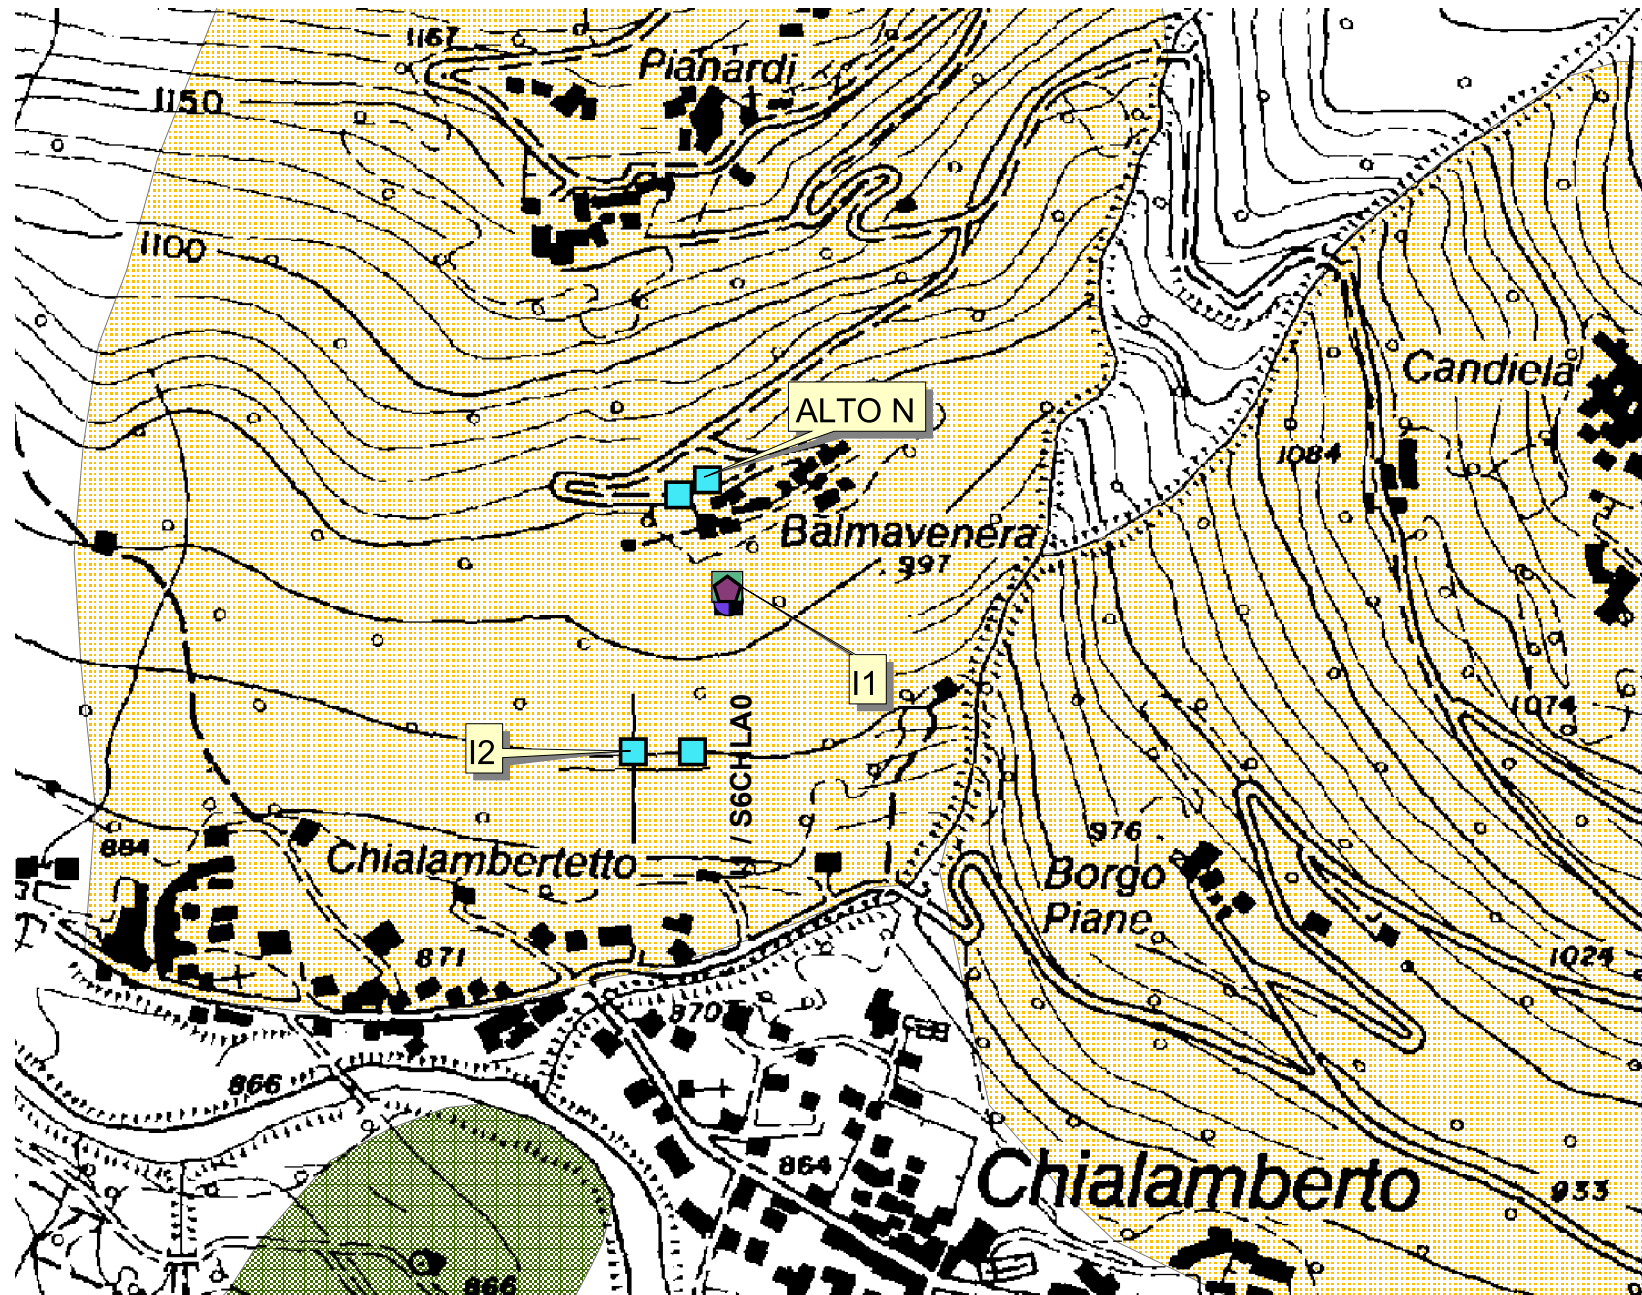 1167
Pianardi
1150
1100
Candiela
ALTO N
1084
Balmavenera
. 997
I1
1074
I2
/ S6CHLA0
976 .
884
Chialambertetto
Borgo
Piane
871
1024
870
866
864
Chialamberto
933
866